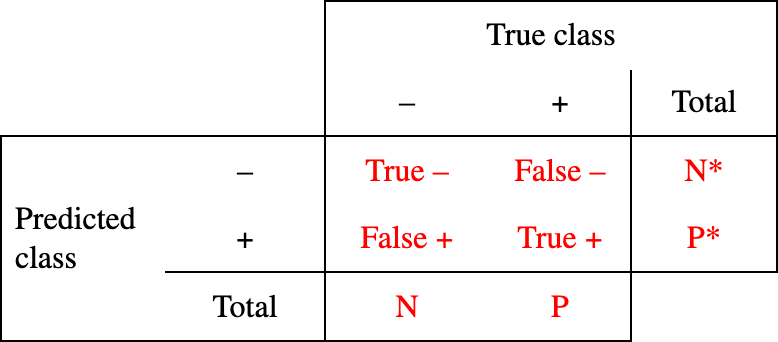 True class
– + Total
– True – False – N*
Predicted
class
+ False + True + P*
Total N P